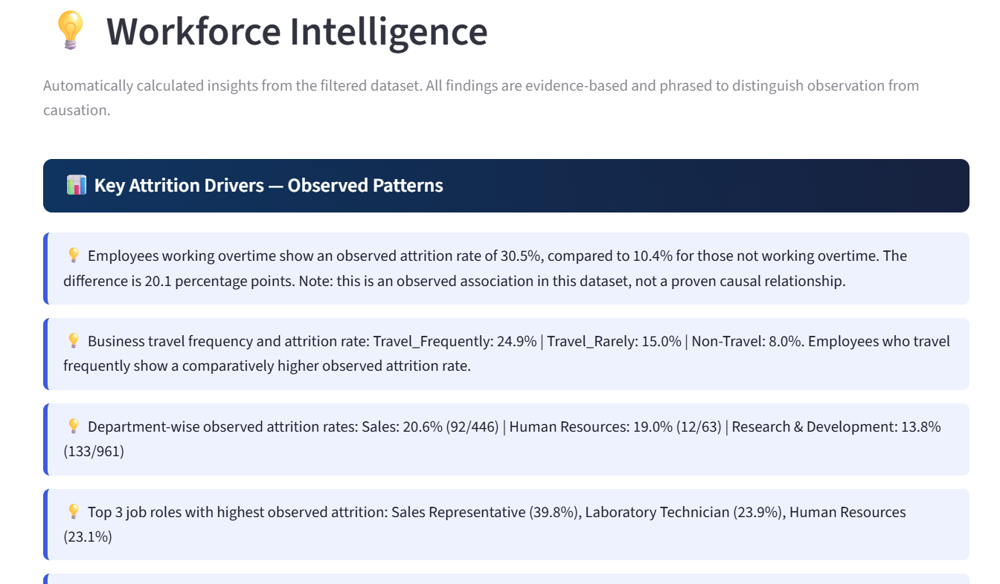 Workforce Intelligence
Automatically calculated insights from the filtered dataset. All findings are evidence-based and phrased to distinguish observation from
causation.
Key Attrition Drivers — Observed Patterns
Employees working overtime show an observed attrition rate of 30.5%, compared to 10.4% for those not working overtime. The
difference is 20.1 percentage points. Note: this is an observed association in this dataset, not a proven causal relationship.
Business travel frequency and attrition rate: Travel_Frequently: 24.9% | Travel_Rarely: 15.0% | Non-Travel: 8.0%. Employees who travel
frequently show a comparatively higher observed attrition rate.
Department-wise observed attrition rates: Sales: 20.6% (92/446) | Human Resources: 19.0% (12/63) | Research & Development: 13.8%
(133/961)
Top 3 job roles with highest observed attrition: Sales Representative (39.8%), Laboratory Technician (23.9%), Human Resources
(23.1%)